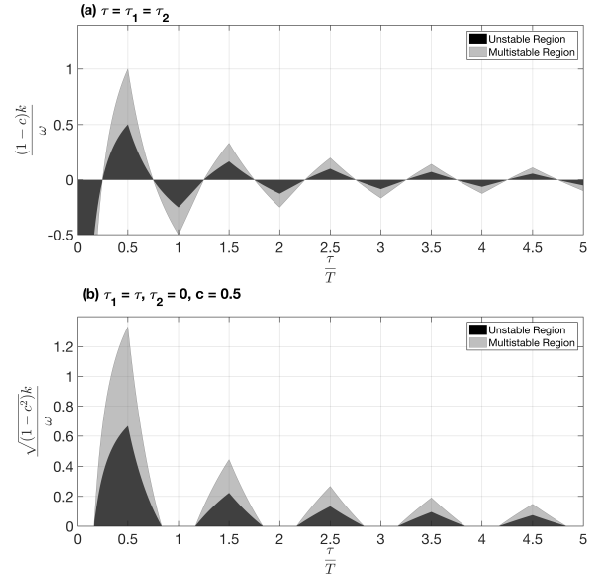 (a) τ = τ₁ = τ₂
Unstable Region
Multistable Region
1
0.5
0
-0.5
(1 − c)k
ω
0 0.5 1 1.5 2 2.5 3 3.5 4 4.5 5
τ
T
(b) τ₁ = τ, τ₂ = 0, c = 0.5
Unstable Region
Multistable Region
1.2
1
0.8
0.6
0.4
0.2
0
√(1 − c²)k
ω
0 0.5 1 1.5 2 2.5 3 3.5 4 4.5 5
τ
T